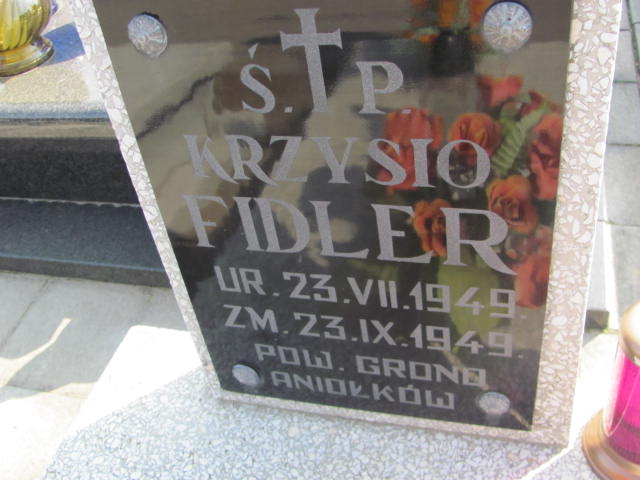 Ś. P.
KRZYSIO
FIDLER
UR. 23.VII.1949.
ZM. 23.IX.1949.
POW. GRONO
ANIOŁKÓW